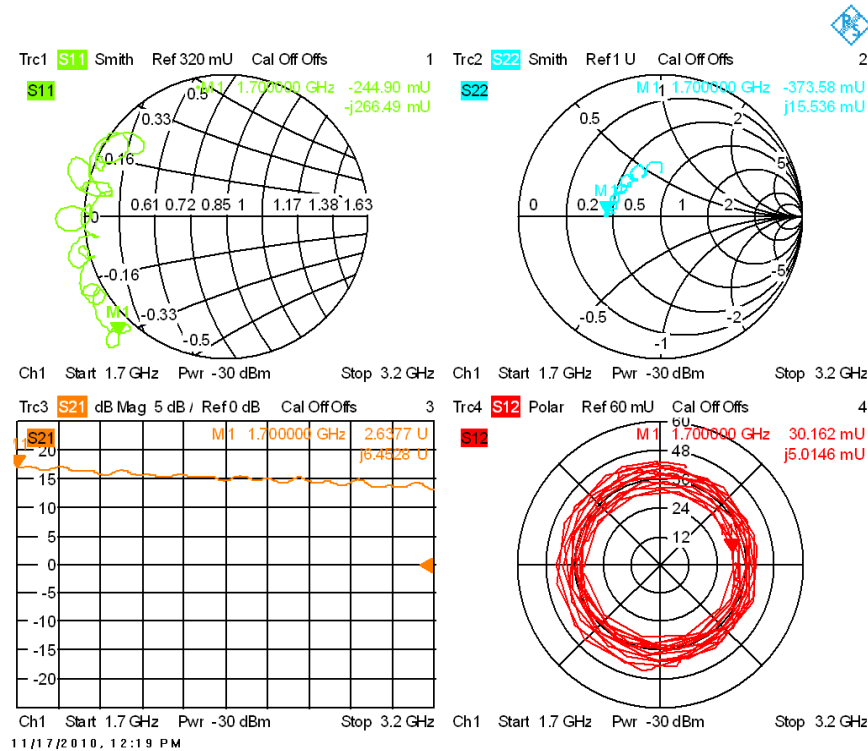 R S
Trc1 S11 Smith Ref 320 mU Cal Off Offs 1
S11
M 1 1.700000 GHz -244.90 mU
-j266.49 mU
0.5
0.33
0.16
0 0.61 0.72 0.85 1 1.17 1.38 1.63
-0.16
M 1
-0.33
-0.5
Ch1 Start 1.7 GHz Pwr -30 dBm Stop 3.2 GHz
Trc2 S22 Smith Ref 1 U Cal Off Offs 2
S22
M 1 1.700000 GHz -373.58 mU
j15.536 mU
1
0.5 2
5
M 1
0 0.2 0.5 1 2
-5
-0.5 -2
-1
Ch1 Start 1.7 GHz Pwr -30 dBm Stop 3.2 GHz
Trc3 S21 dB Mag 5 dB / Ref 0 dB Cal Off Offs 3
S21
M 1 1.700000 GHz 2.6377 U
j6.4528 U
20
15
10
5
0
-5
-10
-15
-20
Ch1 Start 1.7 GHz Pwr -30 dBm Stop 3.2 GHz
Trc4 S12 Polar Ref 60 mU Cal Off Offs 4
S12
M 1 1.700000 GHz 30.162 mU
j5.0146 mU
60
48
24
12
Ch1 Start 1.7 GHz Pwr -30 dBm Stop 3.2 GHz
11/17/2010, 12:19 PM